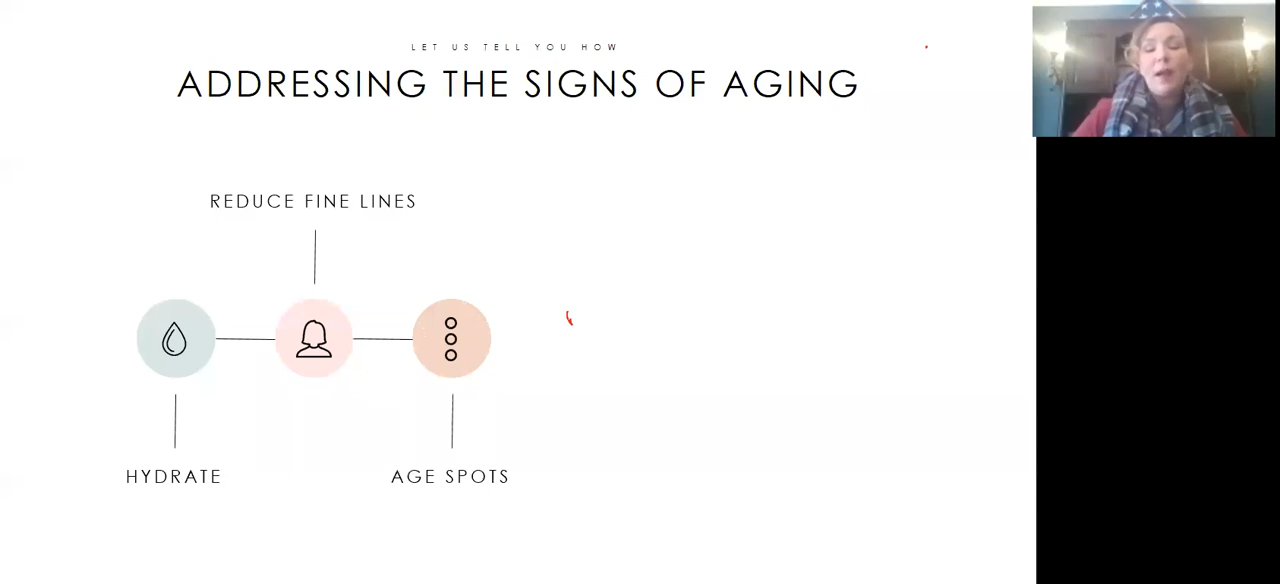 LET US TELL YOU HOW
ADDRESSING THE SIGNS OF AGING
REDUCE FINE LINES
HYDRATE
AGE SPOTS